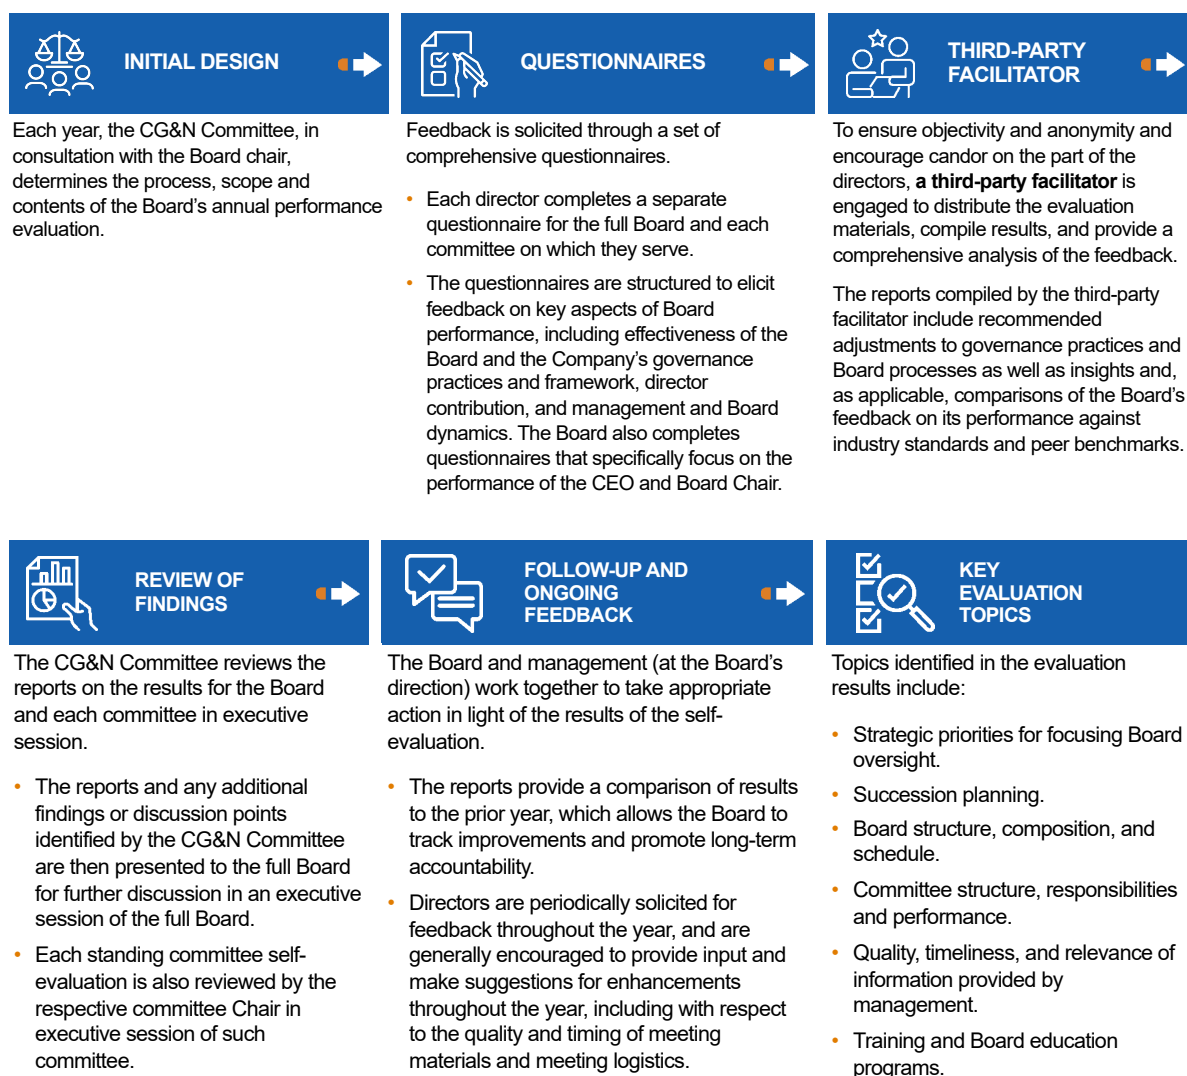 INITIAL DESIGN
Each year, the CG&N Committee, in
consultation with the Board chair,
determines the process, scope and
contents of the Board's annual performance
evaluation.
QUESTIONNAIRES
Feedback is solicited through a set of
comprehensive questionnaires.
• Each director completes a separate
questionnaire for the full Board and each
committee on which they serve.
• The questionnaires are structured to elicit
feedback on key aspects of Board
performance, including effectiveness of the
Board and the Company's governance
practices and framework, director
contribution, and management and Board
dynamics. The Board also completes
questionnaires that specifically focus on the
performance of the CEO and Board Chair.
THIRD-PARTY
FACILITATOR
To ensure objectivity and anonymity and
encourage candor on the part of the
directors, a third-party facilitator is
engaged to distribute the evaluation
materials, compile results, and provide a
comprehensive analysis of the feedback.
The reports compiled by the third-party
facilitator include recommended
adjustments to governance practices and
Board processes as well as insights and,
as applicable, comparisons of the Board's
feedback on its performance against
industry standards and peer benchmarks.
REVIEW OF
FINDINGS
The CG&N Committee reviews the
reports on the results for the Board
and each committee in executive
session.
• The reports and any additional
findings or discussion points
identified by the CG&N Committee
are then presented to the full Board
for further discussion in an executive
session of the full Board.
• Each standing committee self-
evaluation is also reviewed by the
respective committee Chair in
executive session of such
committee.
FOLLOW-UP AND
ONGOING
FEEDBACK
The Board and management (at the Board's
direction) work together to take appropriate
action in light of the results of the self-
evaluation.
• The reports provide a comparison of results
to the prior year, which allows the Board to
track improvements and promote long-term
accountability.
• Directors are periodically solicited for
feedback throughout the year, and are
generally encouraged to provide input and
make suggestions for enhancements
throughout the year, including with respect
to the quality and timing of meeting
materials and meeting logistics.
KEY
EVALUATION
TOPICS
Topics identified in the evaluation
results include:
• Strategic priorities for focusing Board
oversight.
• Succession planning.
• Board structure, composition, and
schedule.
• Committee structure, responsibilities
and performance.
• Quality, timeliness, and relevance of
information provided by
management.
• Training and Board education
programs.